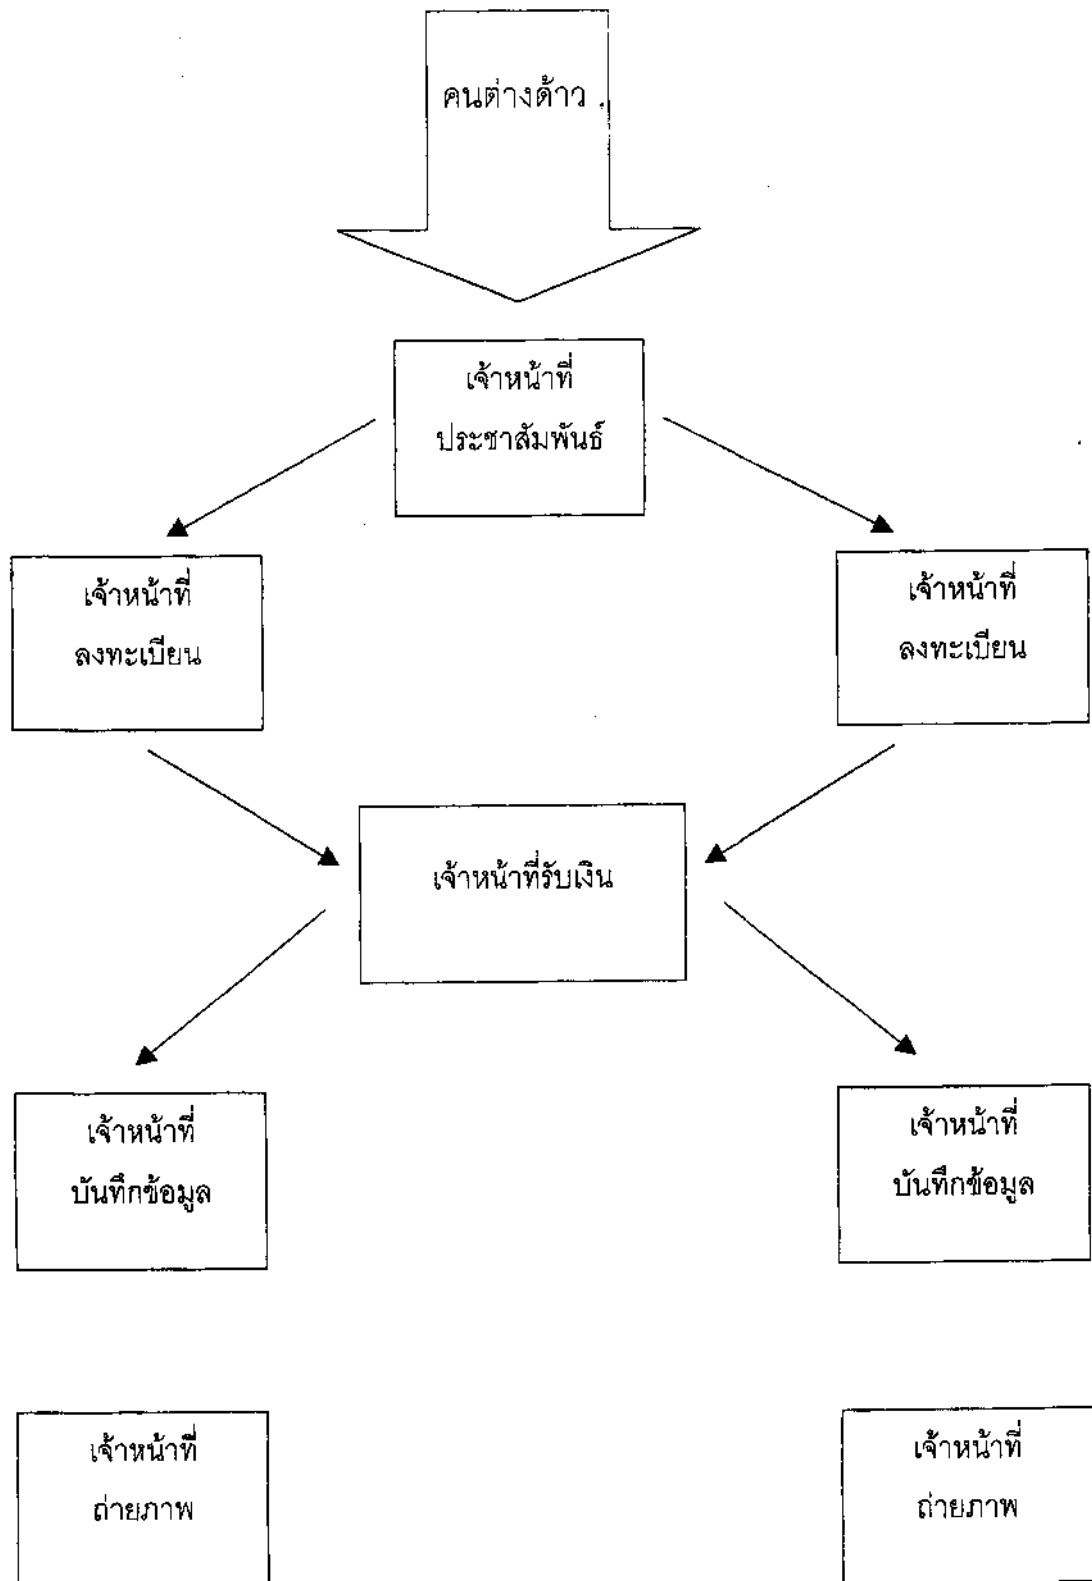 คนต่างด้าว
เจ้าหน้าที่
ประชาสัมพันธ์
เจ้าหน้าที่
ลงทะเบียน
เจ้าหน้าที่
ลงทะเบียน
เจ้าหน้าที่รับเงิน
เจ้าหน้าที่
บันทึกข้อมูล
เจ้าหน้าที่
บันทึกข้อมูล
เจ้าหน้าที่
ถ่ายภาพ
เจ้าหน้าที่
ถ่ายภาพ